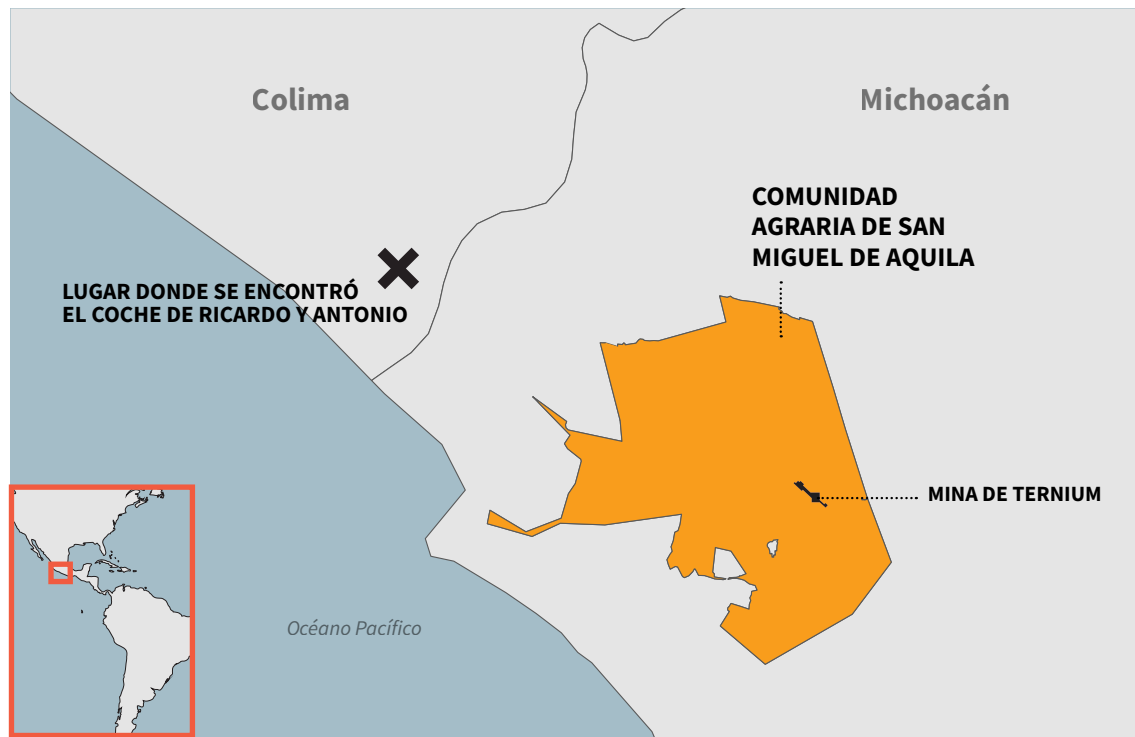 Colima
Michoacán
COMUNIDAD
AGRARIA DE SAN
MIGUEL DE AQUILA
LUGAR DONDE SE ENCONTRÓ
EL COCHE DE RICARDO Y ANTONIO
MINA DE TERNIUM
Océano Pacífico